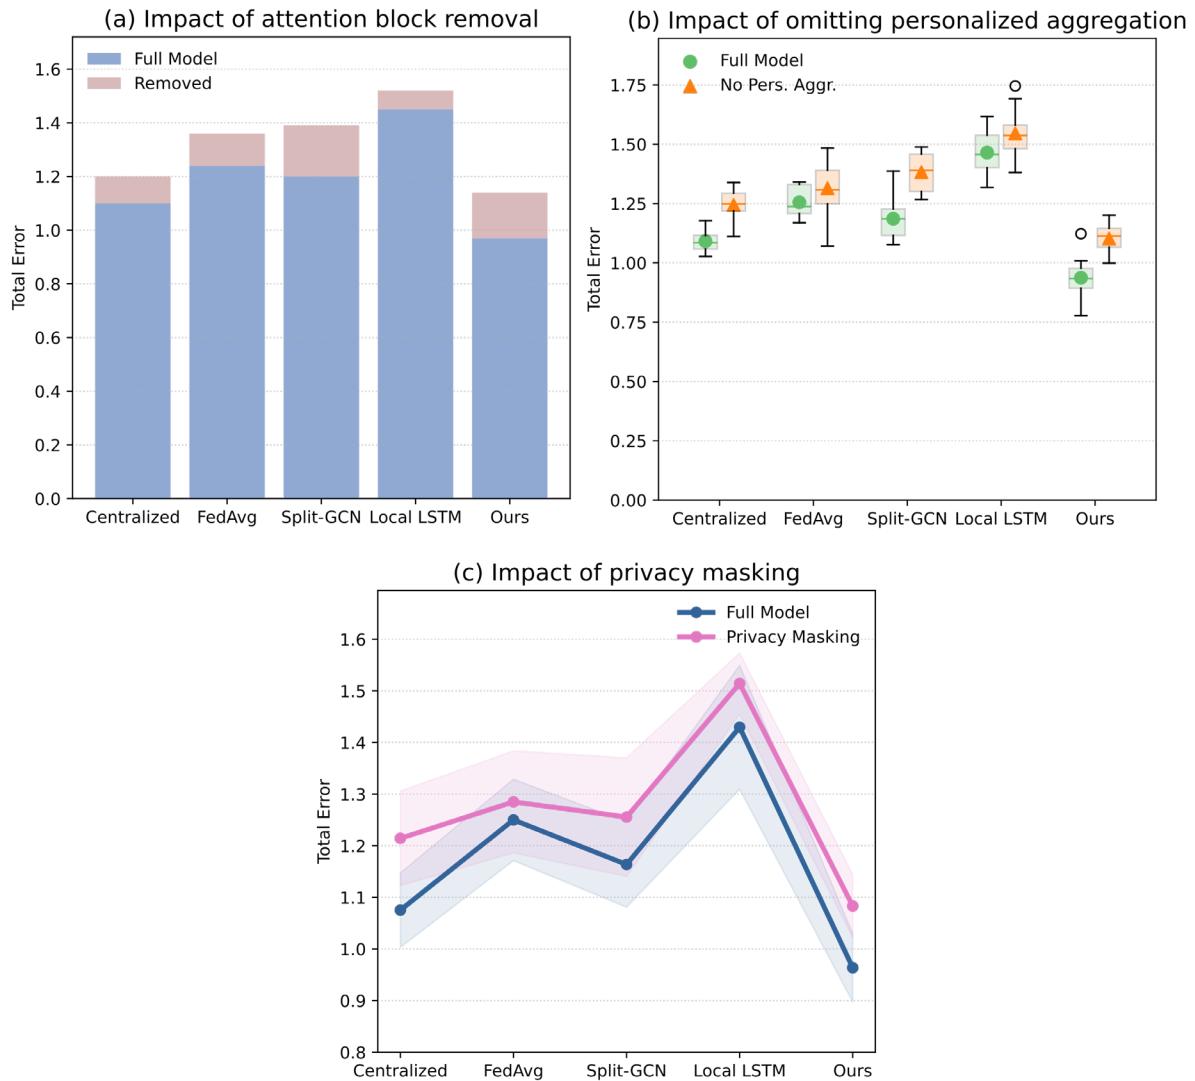 (a) Impact of attention block removal
Full Model
Removed
Total Error
1.6
1.4
1.2
1.0
0.8
0.6
0.4
0.2
0.0
Centralized
FedAvg
Split-GCN
Local LSTM
Ours
(b) Impact of omitting personalized aggregation
Full Model
No Pers. Aggr.
Total Error
1.75
1.50
1.25
1.00
0.75
0.50
0.25
0.00
Centralized
FedAvg
Split-GCN
Local LSTM
Ours
(c) Impact of privacy masking
Full Model
Privacy Masking
Total Error
1.6
1.5
1.4
1.3
1.2
1.1
1.0
0.9
0.8
Centralized
FedAvg
Split-GCN
Local LSTM
Ours